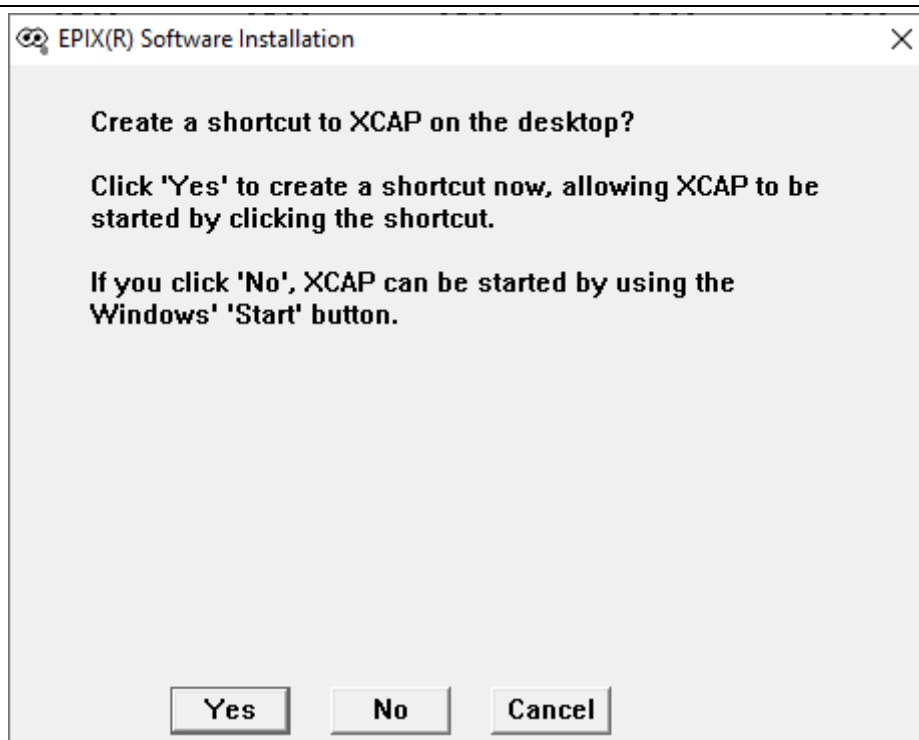 EPIX(R) Software Installation
Create a shortcut to XCAP on the desktop?
Click 'Yes' to create a shortcut now, allowing XCAP to be
started by clicking the shortcut.
If you click 'No', XCAP can be started by using the
Windows' 'Start' button.
Yes No Cancel